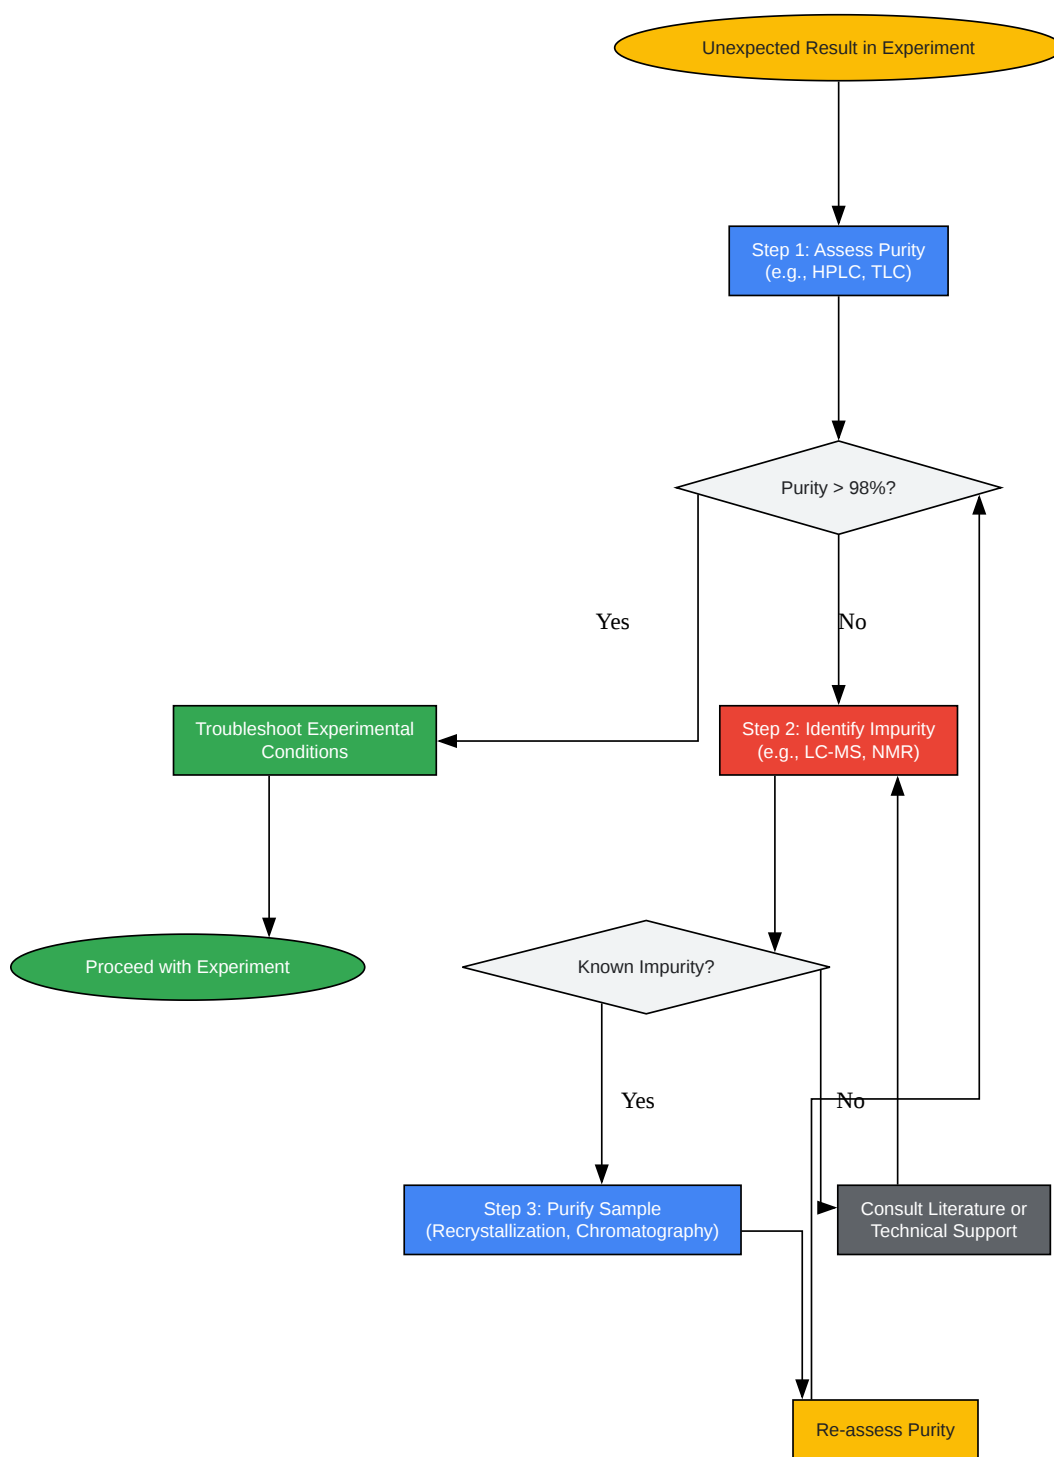 Unexpected Result in Experiment
Step 1: Assess Purity
(e.g., HPLC, TLC)
Purity > 98%?
Yes
No
Troubleshoot Experimental
Conditions
Step 2: Identify Impurity
(e.g., LC-MS, NMR)
Proceed with Experiment
Known Impurity?
Yes
No
Step 3: Purify Sample
(Recrystallization, Chromatography)
Consult Literature or
Technical Support
Re-assess Purity